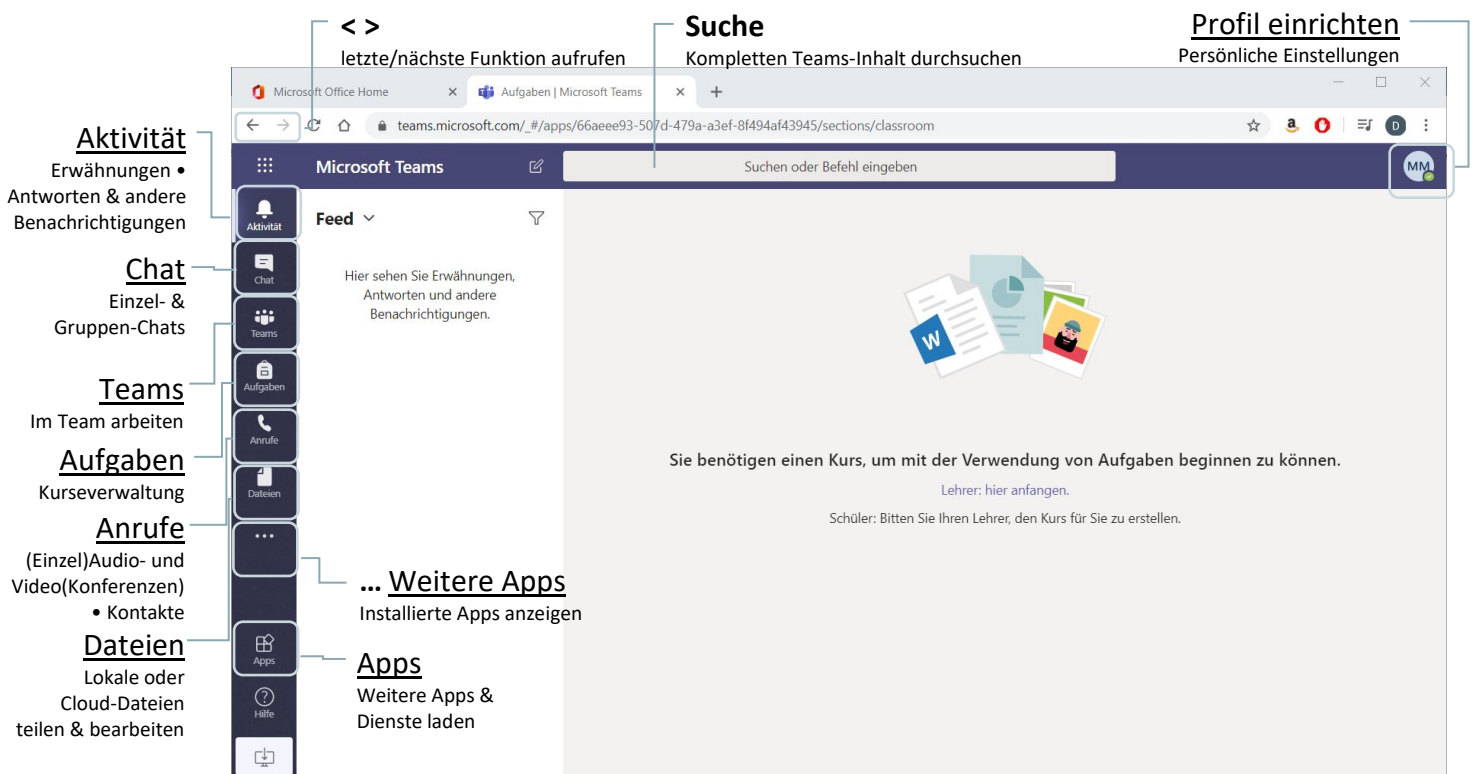 < >
letzte/nächste Funktion aufrufen
Suche
Kompletten Teams-Inhalt durchsuchen
Profil einrichten
Persönliche Einstellungen
Microsoft Office Home
Aufgaben | Microsoft Teams
teams.microsoft.com/_#/apps/66aeee93-507d-479a-a3ef-8f494af43945/sections/classroom
a
D
Microsoft Teams
Suchen oder Befehl eingeben
MM
Aktivität
Erwähnungen •
Antworten & andere
Benachrichtigungen
Chat
Einzel- &
Gruppen-Chats
Teams
Im Team arbeiten
Aufgaben
Kurseverwaltung
Anrufe
(Einzel)Audio- und
Video(Konferenzen)
• Kontakte
Dateien
Lokale oder
Cloud-Dateien
teilen & bearbeiten
Aktivität
Chat
Teams
Aufgaben
Anrufe
Dateien
...
Apps
Hilfe
Feed
Hier sehen Sie Erwähnungen,
Antworten und andere
Benachrichtigungen.
... Weitere Apps
Installierte Apps anzeigen
Apps
Weitere Apps &
Dienste laden
W
Sie benötigen einen Kurs, um mit der Verwendung von Aufgaben beginnen zu können.
Lehrer: hier anfangen.
Schüler: Bitten Sie Ihren Lehrer, den Kurs für Sie zu erstellen.